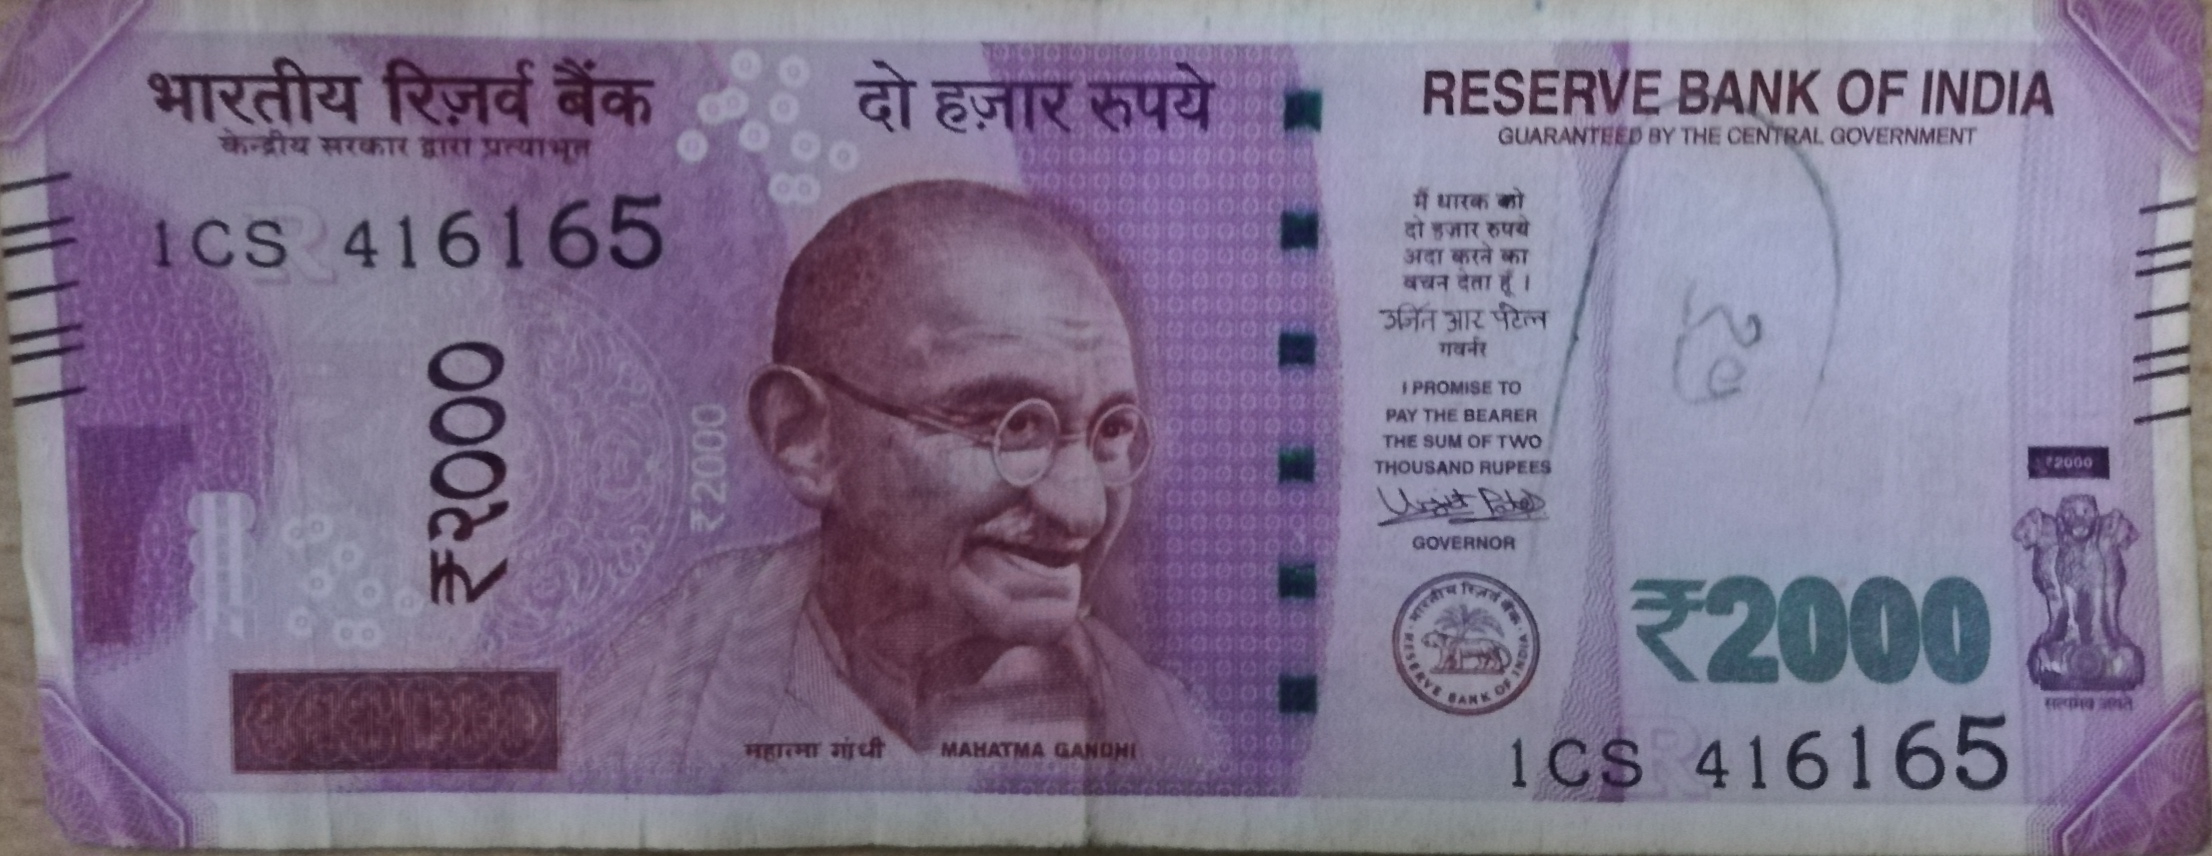 भारतीय रिज़र्व बैंक
केन्द्रीय सरकार द्वारा प्रत्याभूत
1CS 416165
₹२०००
₹2000
दो हज़ार रुपये
महात्मा गांधी MAHATMA GANDHI
RESERVE BANK OF INDIA
GUARANTEED BY THE CENTRAL GOVERNMENT
मैं धारक को
दो हज़ार रुपये
अदा करने का
वचन देता हूँ ।
उर्जित आर पटेल
गवर्नर
I PROMISE TO
PAY THE BEARER
THE SUM OF TWO
THOUSAND RUPEES
Urjit Patel
GOVERNOR
भारतीय रिज़र्व बैंक
RESERVE BANK OF INDIA
₹2000
₹2000
सत्यमेव जयते
1CS 416165